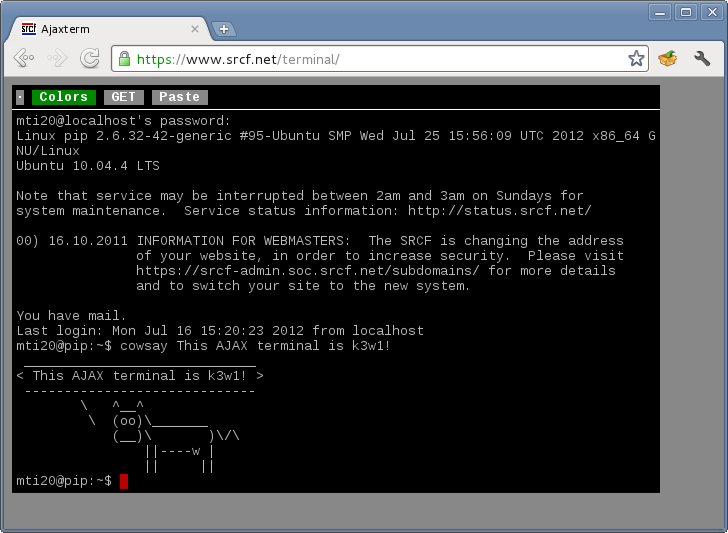 srcf Ajaxterm
https://www.srcf.net/terminal/
· Colors GET Paste
mti20@localhost's password:
Linux pip 2.6.32-42-generic #95-Ubuntu SMP Wed Jul 25 15:56:09 UTC 2012 x86_64 G
NU/Linux
Ubuntu 10.04.4 LTS
Note that service may be interrupted between 2am and 3am on Sundays for
system maintenance.  Service status information: http://status.srcf.net/
00) 16.10.2011 INFORMATION FOR WEBMASTERS:  The SRCF is changing the address
               of your website, in order to increase security.  Please visit
               https://srcf-admin.soc.srcf.net/subdomains/ for more details
               and to switch your site to the new system.
You have mail.
Last login: Mon Jul 16 15:20:23 2012 from localhost
mti20@pip:~$ cowsay This AJAX terminal is k3w1!
 _____________________________
< This AJAX terminal is k3w1! >
 -----------------------------
        \   ^__^
         \  (oo)\_______
            (__)\       )\/\
                ||----w |
                ||     ||
mti20@pip:~$